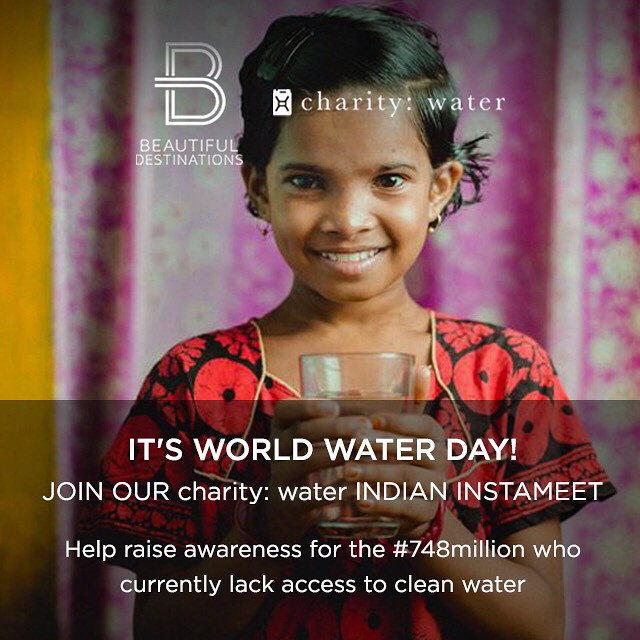 B
BEAUTIFUL
DESTINATIONS
charity: water
IT'S WORLD WATER DAY!
JOIN OUR charity: water INDIAN INSTAMEET
Help raise awareness for the #748million who
currently lack access to clean water